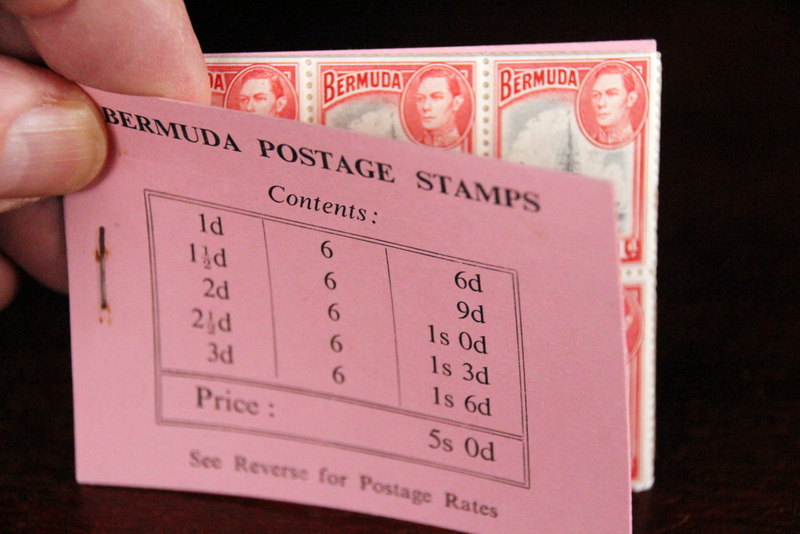 DA BERMUDA BERMUDA
BERMUDA POSTAGE STAMPS
Contents:
1d 6 6d
1½d 6 9d
2d 6 1s 0d
2½d 6 1s 3d
3d 6 1s 6d
Price: 5s 0d
See Reverse for Postage Rates